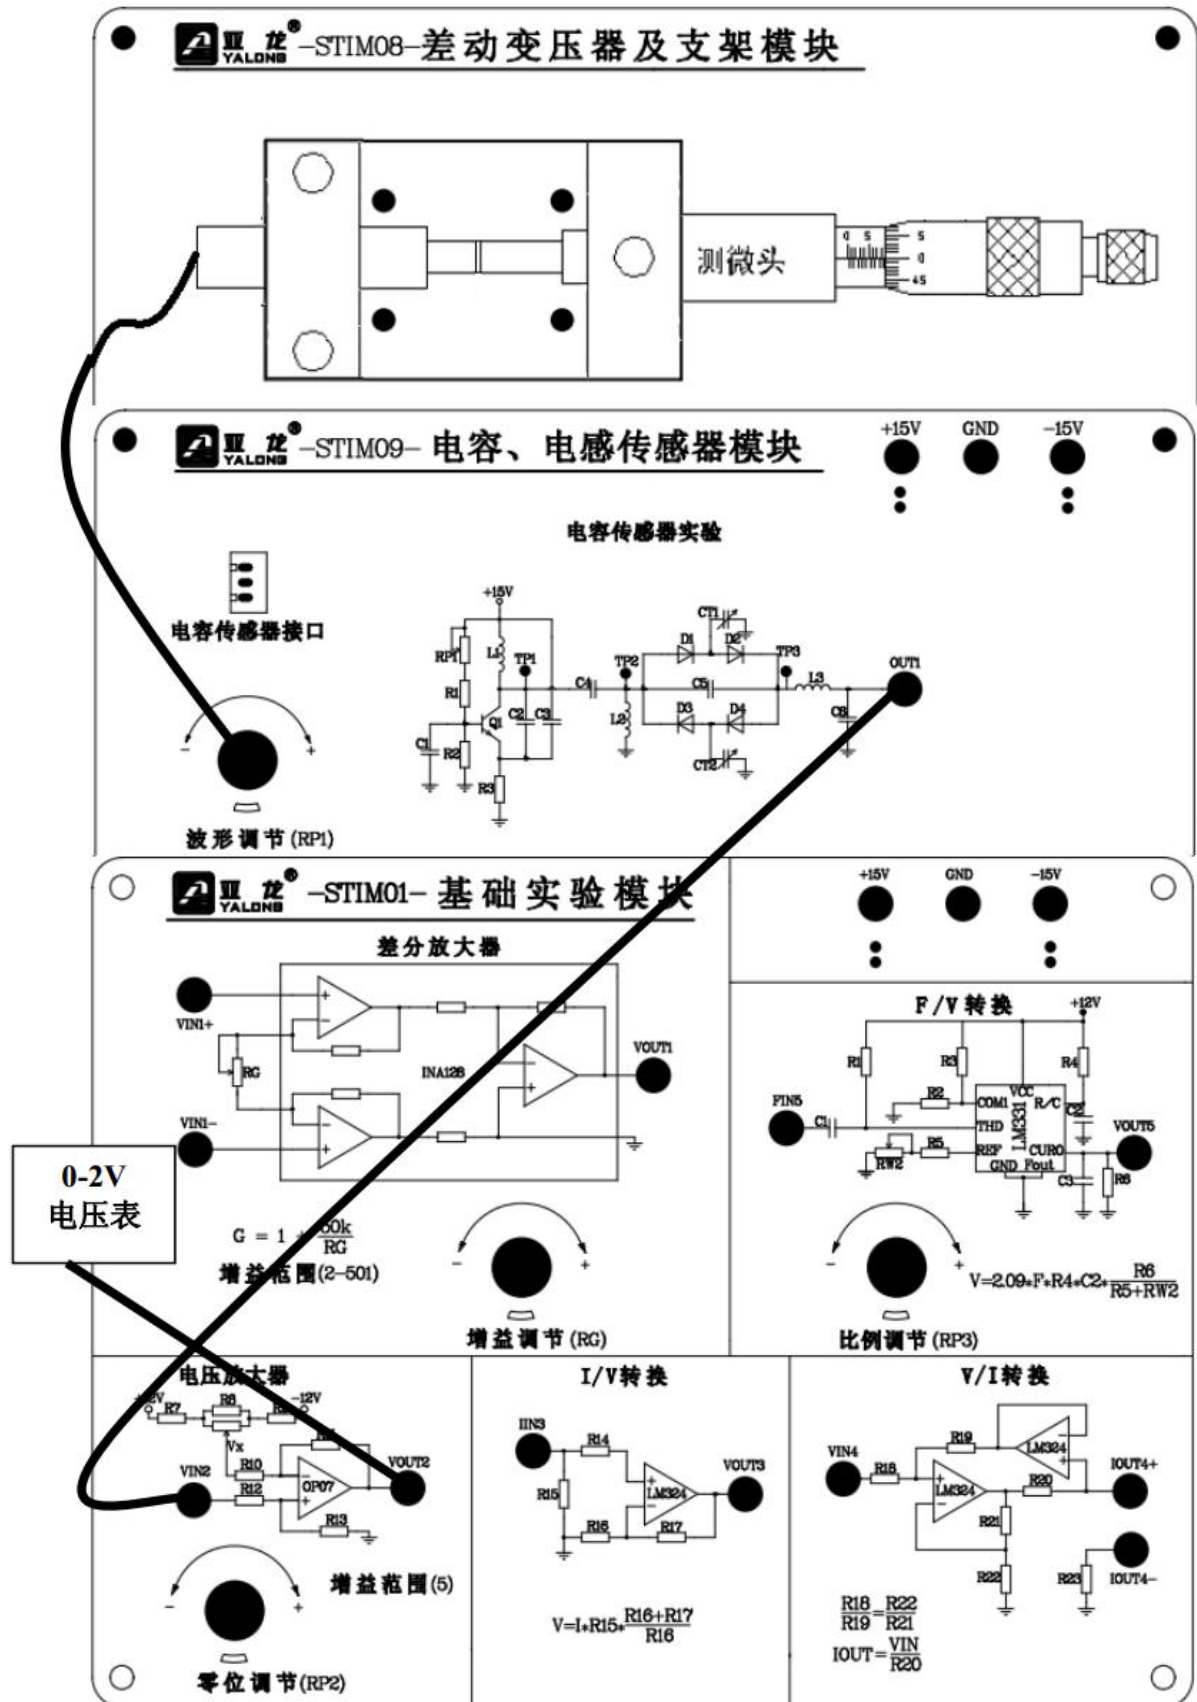 亚龙® YALONG -STIM08-差动变压器及支架模块
测微头
0 5
5
0
45
亚龙® YALONG -STIM09-电容、电感传感器模块
+15V GND -15V
电容传感器实验
电容传感器接口
+15V
RP1 L1 TP1
R1 C2 C3 Q1
C1 R2 R3
C4 TP2 L2
CT1 D1 D2 TP3
C5 L3 OUT1
D3 D4 C6
CT2
- +
波形调节(RP1)
亚龙® YALONG -STIM01-基础实验模块
+15V GND -15V
差分放大器
VIN1+
RG
INA128
VOUT1
VIN1-
G = 1 + 50k/RG
增益范围(2-501)
- +
增益调节(RG)
0-2V
电压表
F/V转换
+12V
R1 R3 R4
R2 COM1 VCC R/C C2
FIN5 C1 THD LM331 VOUT5
RW2 R5 REF CURO
GND Fout C3 R6
- +
V=2.09*F*R4*C2*R6/(R5+RW2)
比例调节(RP3)
电压放大器
-12V
R7 R8
Vx
VIN2 R10 VOUT2
R12 OP07
R13
增益范围(5)
- +
零位调节(RP2)
I/V转换
IIN3 R14
R15 LM324 VOUT3
R16 R17
V=I*R15*(R16+R17)/R16
V/I转换
R19 LM324
VIN4 R18 LM324 R20 IOUT4+
R21
R22 R23 IOUT4-
R18/R19=R22/R21
IOUT=VIN/R20